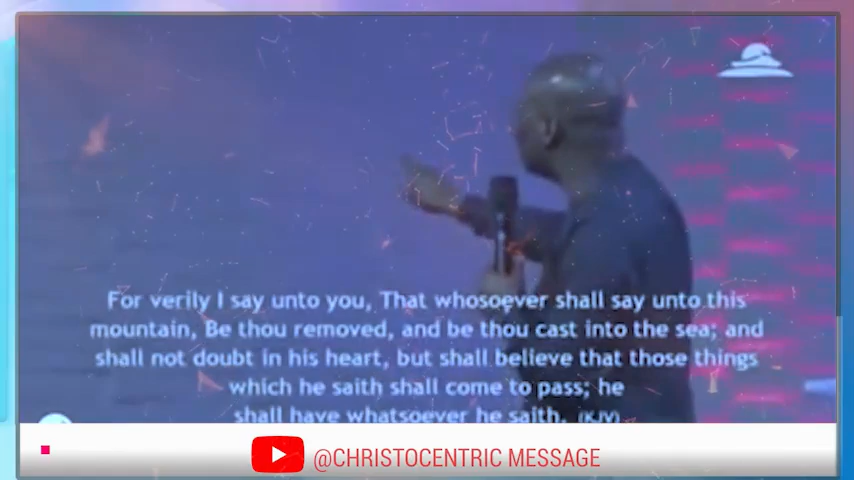 For verily I say unto you, That whosoever shall say unto this
mountain, Be thou removed, and be thou cast into the sea; and
shall not doubt in his heart, but shall believe that those things
which he saith shall come to pass; he
shall have whatsoever he saith. (KJV)
@CHRISTOCENTRIC MESSAGE